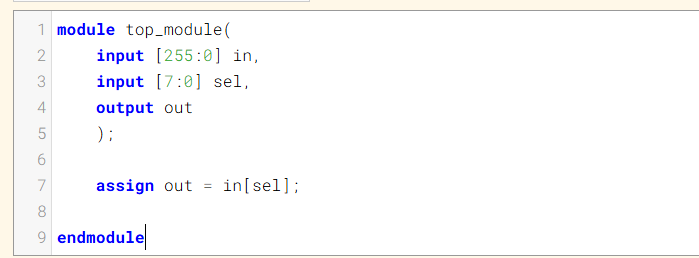 1 module top_module(
2     input [255:0] in,
3     input [7:0] sel,
4     output out
5     );
6
7     assign out = in[sel];
8
9 endmodule